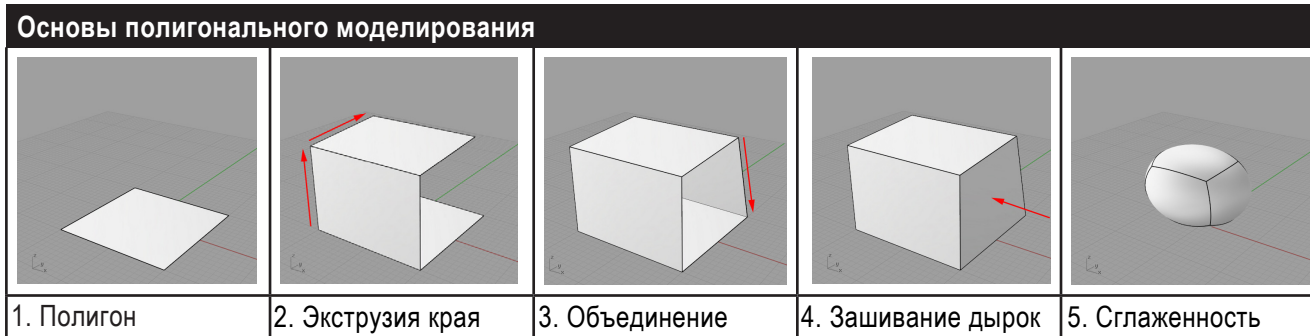 Основы полигонального моделирования
1. Полигон
2. Экструзия края
3. Объединение
4. Зашивание дырок
5. Сглаженность